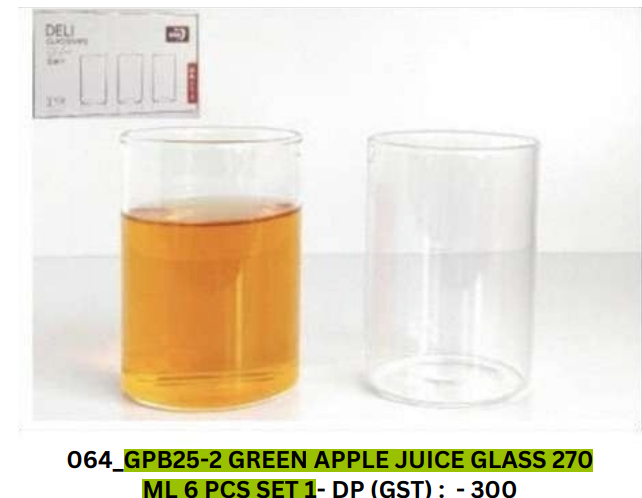 DELI
064_GPB25-2 GREEN APPLE JUICE GLASS 270
ML 6 PCS SET 1- DP (GST) :  - 300